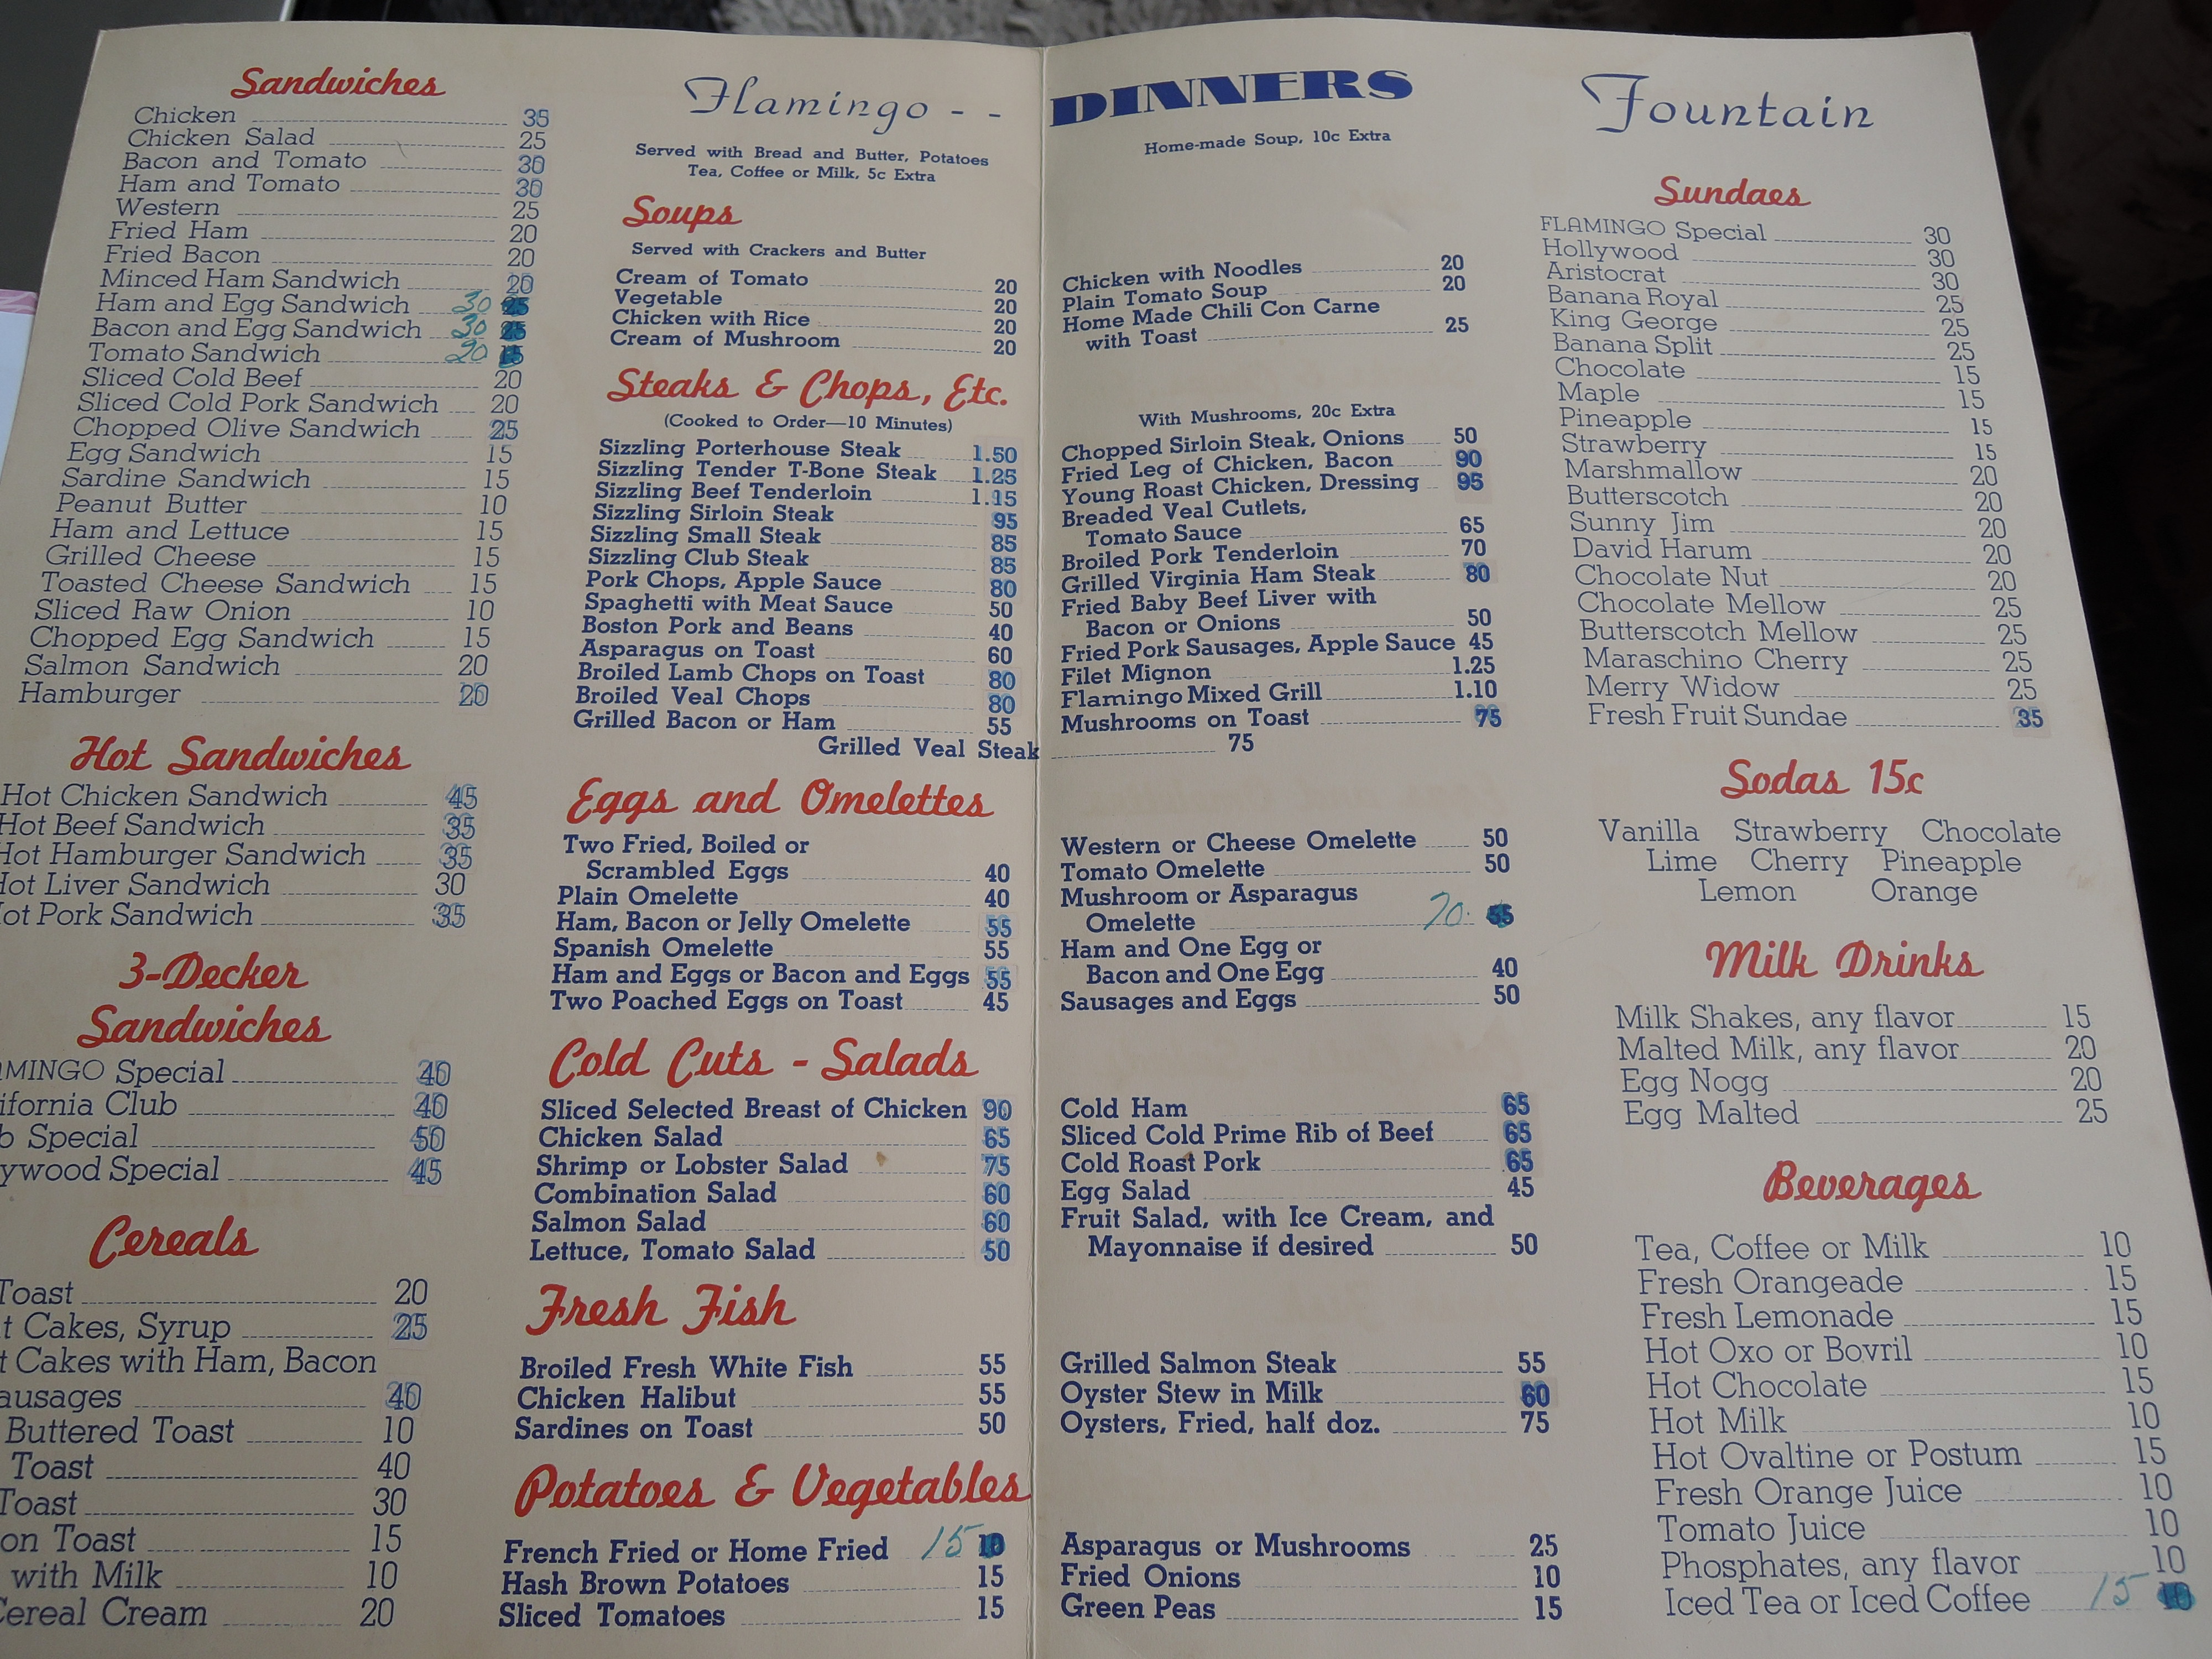 Sandwiches
Chicken 35
Chicken Salad 25
Bacon and Tomato 30
Ham and Tomato 30
Western 25
Fried Ham 20
Fried Bacon 20
Minced Ham Sandwich 20
Ham and Egg Sandwich 30 25
Bacon and Egg Sandwich 30 25
Tomato Sandwich 20 15
Sliced Cold Beef 20
Sliced Cold Pork Sandwich 20
Chopped Olive Sandwich 25
Egg Sandwich 15
Sardine Sandwich 15
Peanut Butter 10
Ham and Lettuce 15
Grilled Cheese 15
Toasted Cheese Sandwich 15
Sliced Raw Onion 10
Chopped Egg Sandwich 15
Salmon Sandwich 20
Hamburger 20
Hot Sandwiches
Hot Chicken Sandwich 45
Hot Beef Sandwich 35
Hot Hamburger Sandwich 35
Hot Liver Sandwich 30
Hot Pork Sandwich 35
3-Decker
Sandwiches
AMINGO Special 40
ifornia Club 40
b Special 50
ywood Special 45
Cereals
Toast 20
t Cakes, Syrup 25
t Cakes with Ham, Bacon
ausages 40
Buttered Toast 10
Toast 40
Toast 30
on Toast 15
with Milk 10
Cereal Cream 20
Flamingo - - DINNERS
Served with Bread and Butter, Potatoes
Tea, Coffee or Milk, 5c Extra
Home-made Soup, 10c Extra
Soups
Served with Crackers and Butter
Cream of Tomato 20
Vegetable 20
Chicken with Rice 20
Cream of Mushroom 20
Chicken with Noodles 20
Plain Tomato Soup 20
Home Made Chili Con Carne
with Toast 25
Steaks & Chops, Etc.
(Cooked to Order—10 Minutes)
With Mushrooms, 20c Extra
Sizzling Porterhouse Steak 1.50
Sizzling Tender T-Bone Steak 1.25
Sizzling Beef Tenderloin 1.15
Sizzling Sirloin Steak 95
Sizzling Small Steak 85
Sizzling Club Steak 85
Pork Chops, Apple Sauce 80
Spaghetti with Meat Sauce 50
Boston Pork and Beans 40
Asparagus on Toast 60
Broiled Lamb Chops on Toast 80
Broiled Veal Chops 80
Grilled Bacon or Ham 55
Chopped Sirloin Steak, Onions 50
Fried Leg of Chicken, Bacon 90
Young Roast Chicken, Dressing 95
Breaded Veal Cutlets,
Tomato Sauce 65
Broiled Pork Tenderloin 70
Grilled Virginia Ham Steak 80
Fried Baby Beef Liver with
Bacon or Onions 50
Fried Pork Sausages, Apple Sauce 45
Filet Mignon 1.25
Flamingo Mixed Grill 1.10
Mushrooms on Toast 75
Grilled Veal Steak 75
Eggs and Omelettes
Two Fried, Boiled or
Scrambled Eggs 40
Plain Omelette 40
Ham, Bacon or Jelly Omelette 55
Spanish Omelette 55
Ham and Eggs or Bacon and Eggs 55
Two Poached Eggs on Toast 45
Western or Cheese Omelette 50
Tomato Omelette 50
Mushroom or Asparagus
Omelette 70
Ham and One Egg or
Bacon and One Egg 40
Sausages and Eggs 50
Cold Cuts - Salads
Sliced Selected Breast of Chicken 90
Chicken Salad 65
Shrimp or Lobster Salad 75
Combination Salad 60
Salmon Salad 60
Lettuce, Tomato Salad 50
Cold Ham 65
Sliced Cold Prime Rib of Beef 65
Cold Roast Pork 65
Egg Salad 45
Fruit Salad, with Ice Cream, and
Mayonnaise if desired 50
Fresh Fish
Broiled Fresh White Fish 55
Chicken Halibut 55
Sardines on Toast 50
Grilled Salmon Steak 55
Oyster Stew in Milk 60
Oysters, Fried, half doz. 75
Potatoes & Vegetables
French Fried or Home Fried 15 10
Hash Brown Potatoes 15
Sliced Tomatoes 15
Asparagus or Mushrooms 25
Fried Onions 10
Green Peas 15
Fountain
Sundaes
FLAMINGO Special 30
Hollywood 30
Aristocrat 30
Banana Royal 25
King George 25
Banana Split 25
Chocolate 15
Maple 15
Pineapple 15
Strawberry 15
Marshmallow 20
Butterscotch 20
Sunny Jim 20
David Harum 20
Chocolate Nut 20
Chocolate Mellow 25
Butterscotch Mellow 25
Maraschino Cherry 25
Merry Widow 25
Fresh Fruit Sundae 35
Sodas 15c
Vanilla Strawberry Chocolate
Lime Cherry Pineapple
Lemon Orange
Milk Drinks
Milk Shakes, any flavor 15
Malted Milk, any flavor 20
Egg Nogg 20
Egg Malted 25
Beverages
Tea, Coffee or Milk 10
Fresh Orangeade 15
Fresh Lemonade 15
Hot Oxo or Bovril 10
Hot Chocolate 15
Hot Milk 10
Hot Ovaltine or Postum 15
Fresh Orange Juice 10
Tomato Juice 10
Phosphates, any flavor 10
Iced Tea or Iced Coffee 15 10